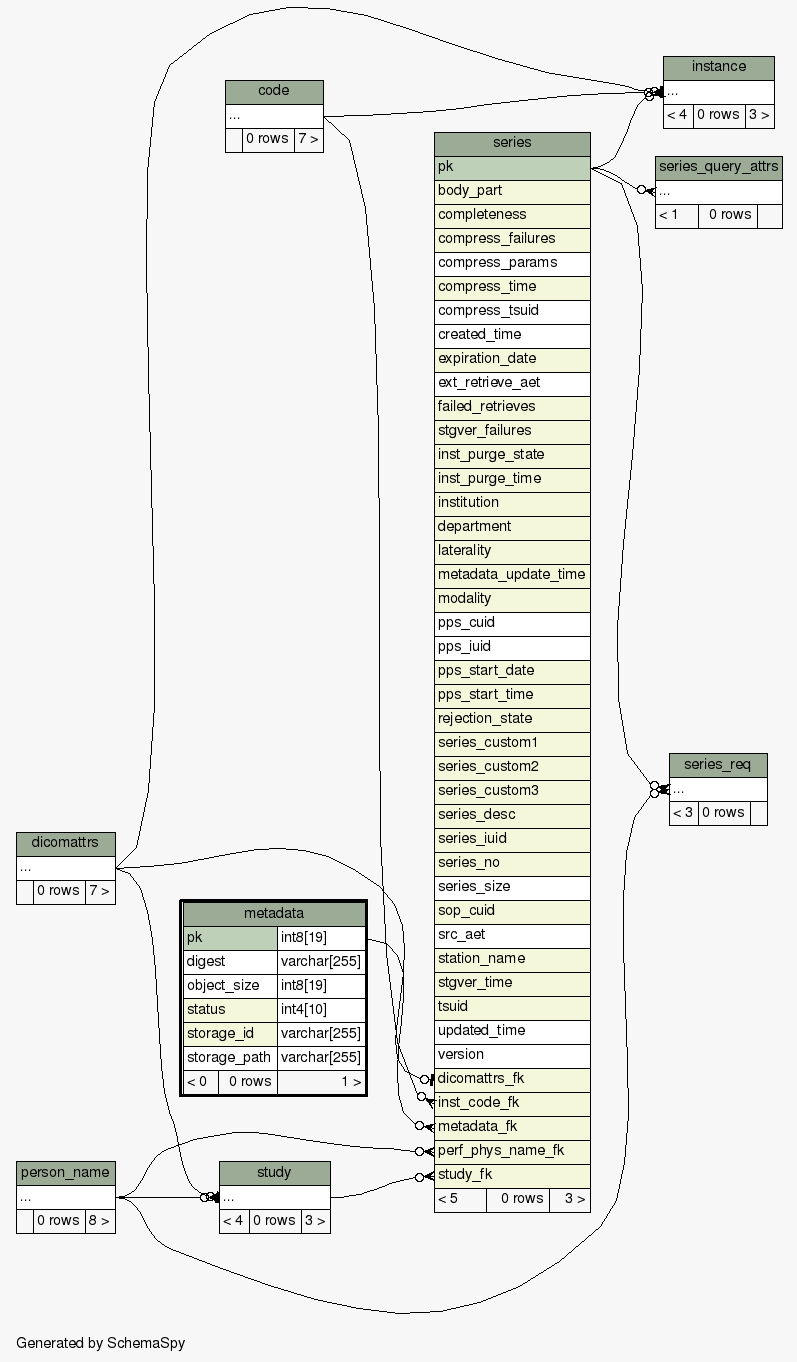 instance
...
< 4 0 rows 3 >
code
...
0 rows 7 >
series_query_attrs
...
< 1 0 rows
series
pk
body_part
completeness
compress_failures
compress_params
compress_time
compress_tsuid
created_time
expiration_date
ext_retrieve_aet
failed_retrieves
stgver_failures
inst_purge_state
inst_purge_time
institution
department
laterality
metadata_update_time
modality
pps_cuid
pps_iuid
pps_start_date
pps_start_time
rejection_state
series_custom1
series_custom2
series_custom3
series_desc
series_iuid
series_no
series_size
sop_cuid
src_aet
station_name
stgver_time
tsuid
updated_time
version
dicomattrs_fk
inst_code_fk
metadata_fk
perf_phys_name_fk
study_fk
< 5 0 rows 3 >
series_req
...
< 3 0 rows
dicomattrs
...
0 rows 7 >
metadata
pk int8[19]
digest varchar[255]
object_size int8[19]
status int4[10]
storage_id varchar[255]
storage_path varchar[255]
< 0 0 rows 1 >
person_name
...
0 rows 8 >
study
...
< 4 0 rows 3 >
Generated by SchemaSpy